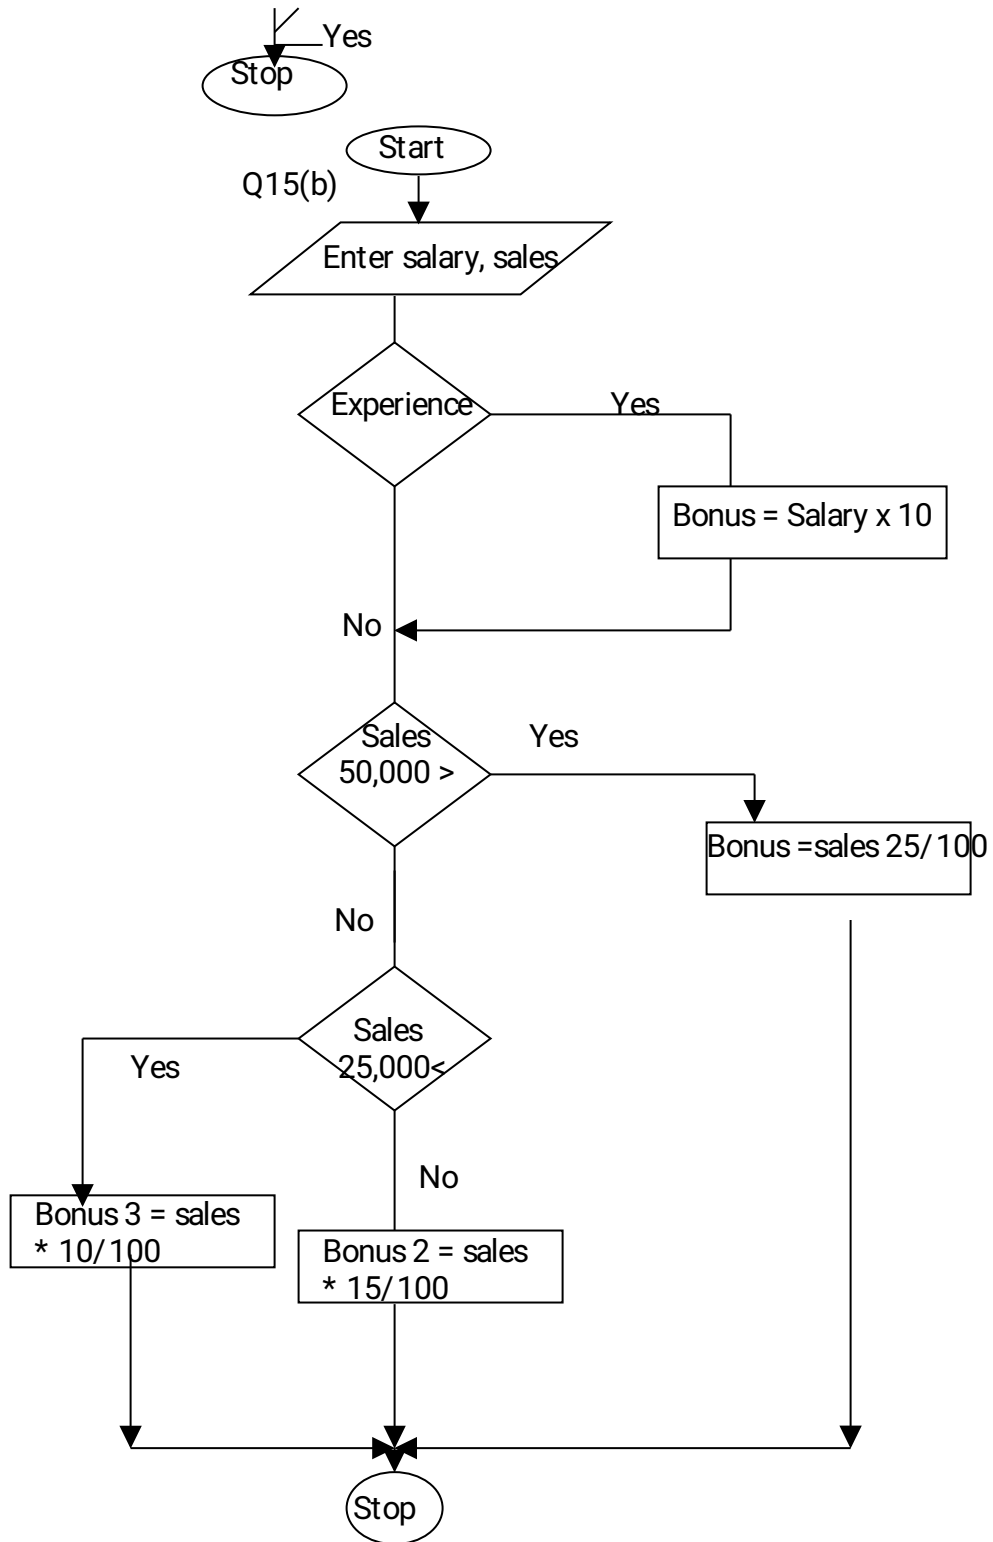 Yes
Stop
Start
Q15(b)
Enter salary, sales
Experience
Yes
Bonus = Salary x 10
No
Sales
50,000 >
Yes
Bonus =sales 25/100
No
Sales
25,000<
Yes
No
Bonus 3 = sales
* 10/100
Bonus 2 = sales
* 15/100
Stop